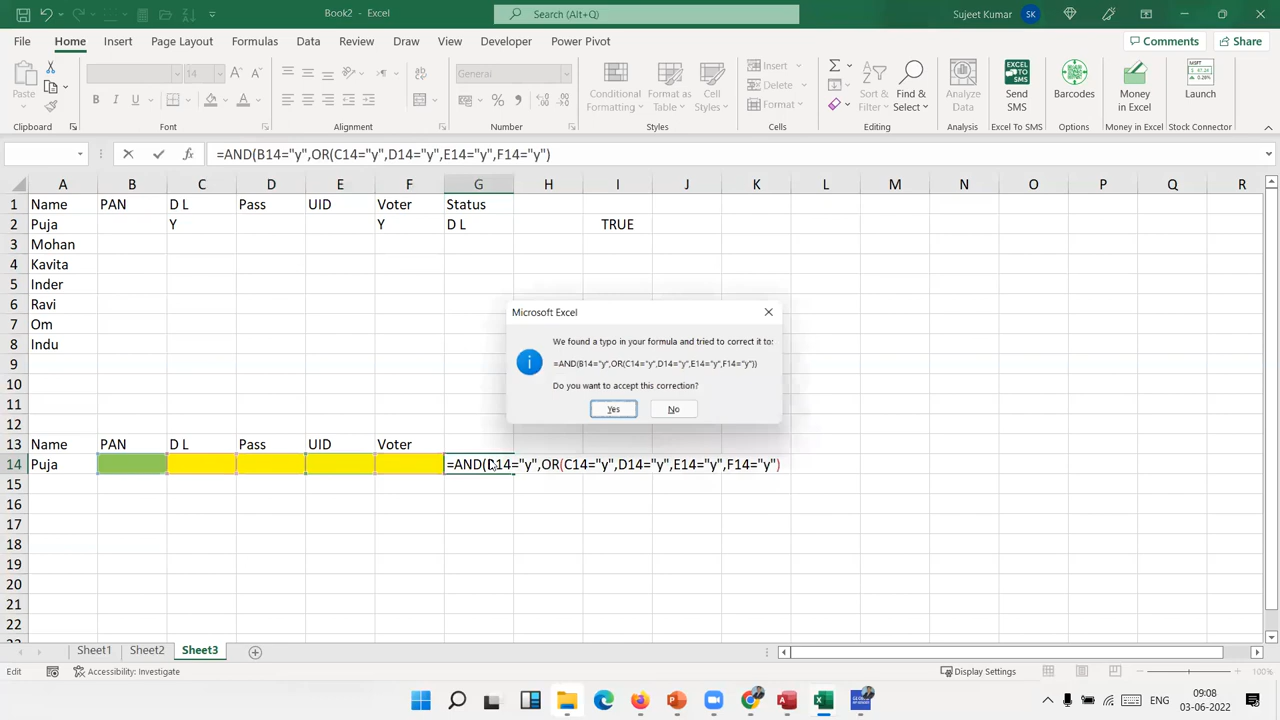 Book2 - Excel
Search (Alt+Q)
Sujeet Kumar
SK
File Home Insert Page Layout Formulas Data Review View Developer Automate Power Pivot
Comments
Share
Paste
14
General
Conditional Formatting
Format as Table
Cell Styles
Insert
Delete
Format
Sort & Filter
Find & Select
Analyze Data
Send SMS
Barcodes
Money in Excel
Launch
Clipboard Font Alignment Number Styles Cells Editing Analysis Excel To SMS Options Money in Excel Stock Connector
fx =AND(B14="y",OR(C14="y",D14="y",E14="y",F14="y")
A B C D E F G H I J K L M N O P Q R
1 Name PAN D L Pass UID Voter Status
2 Puja Y Y D L TRUE
3 Mohan
4 Kavita
5 Inder
6 Ravi
7 Om
8 Indu
9
10
11
12
13 Name PAN D L Pass UID Voter
14 Puja =AND(B14="y",OR(C14="y",D14="y",E14="y",F14="y")
15
16
17
18
19
20
21
22
Microsoft Excel
We found a typo in your formula and tried to correct it to:
=AND(B14="y",OR(C14="y",D14="y",E14="y",F14="y"))
Do you want to accept this correction?
Yes
No
Sheet1 Sheet2 Sheet3
Edit
Accessibility: Investigate
Display Settings
100%
ENG
09:08
03-06-2022